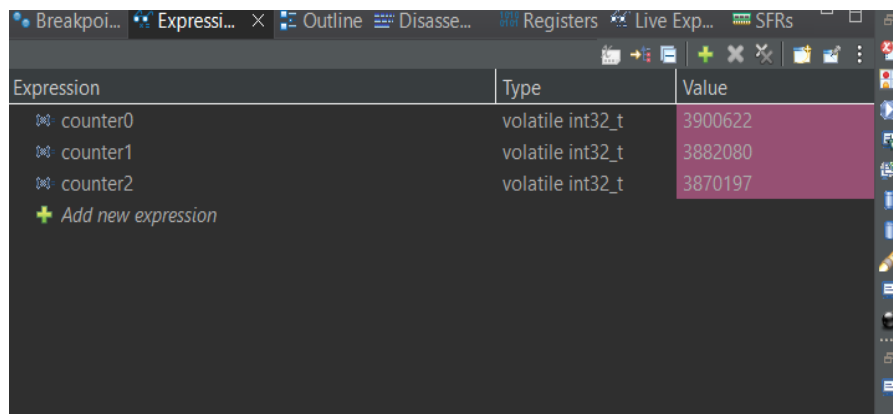 Breakpoi... Expressi... Outline Disasse... Registers Live Exp... SFRs
Expression Type Value
counter0 volatile int32_t 3900622
counter1 volatile int32_t 3882080
counter2 volatile int32_t 3870197
Add new expression